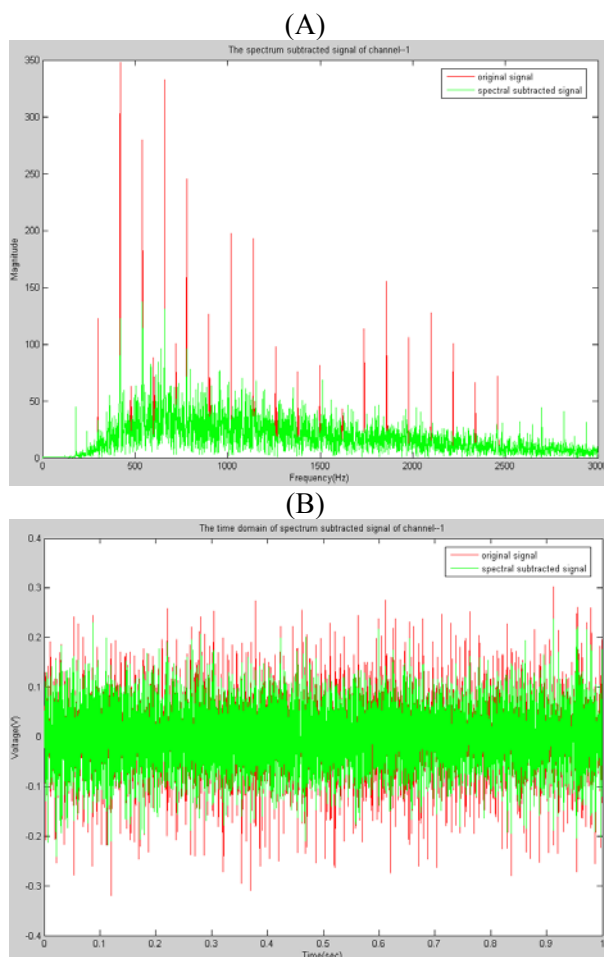 (A)
The spectrum subtracted signal of channel--1
350
original signal
spectral subtracted signal
300
250
200
Magnitude
150
100
50
0
0 500 1000 1500 2000 2500 3000
Frequency(Hz)
(B)
The time domain of spectrum subtracted signal of channel--1
0.4
original signal
spectral subtracted signal
0.3
0.2
0.1
Voltage(V)
0
-0.1
-0.2
-0.3
-0.4
0 0.1 0.2 0.3 0.4 0.5 0.6 0.7 0.8 0.9 1
Time(sec)